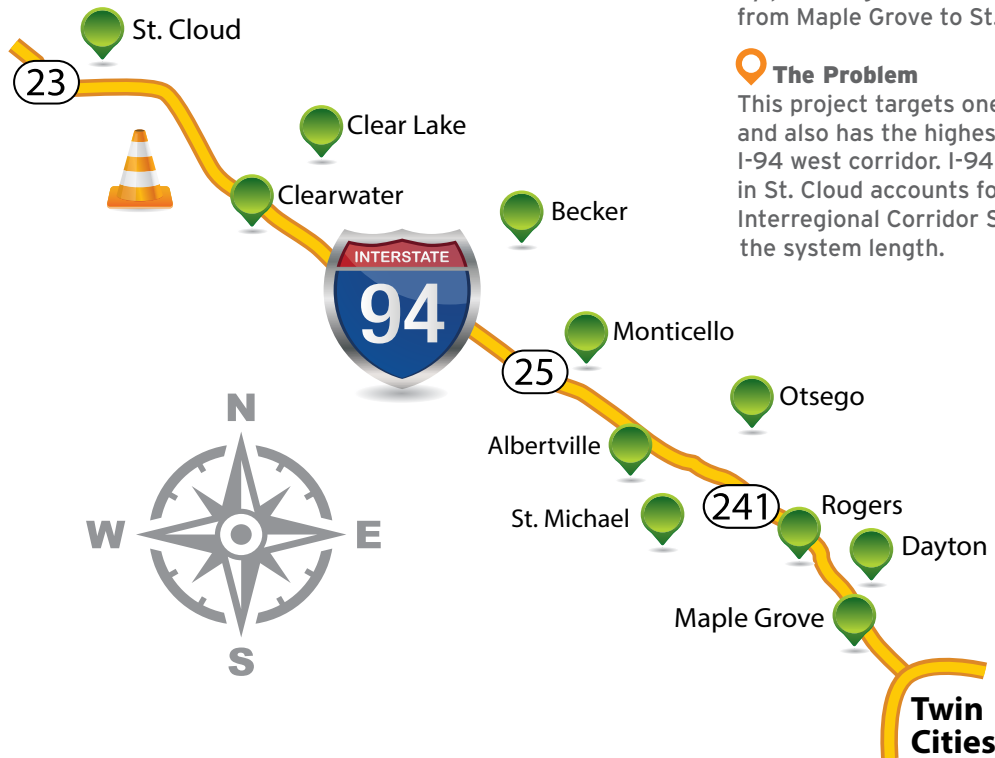 from Maple Grove to St.
The Problem
This project targets one
and also has the highest
I-94 west corridor. I-94
in St. Cloud accounts fo
Interregional Corridor S
the system length.
St. Cloud
23
Clear Lake
Clearwater
Becker
INTERSTATE
94
Monticello
25
Otsego
Albertville
N
W
E
S
St. Michael
241
Rogers
Dayton
Maple Grove
Twin
Cities